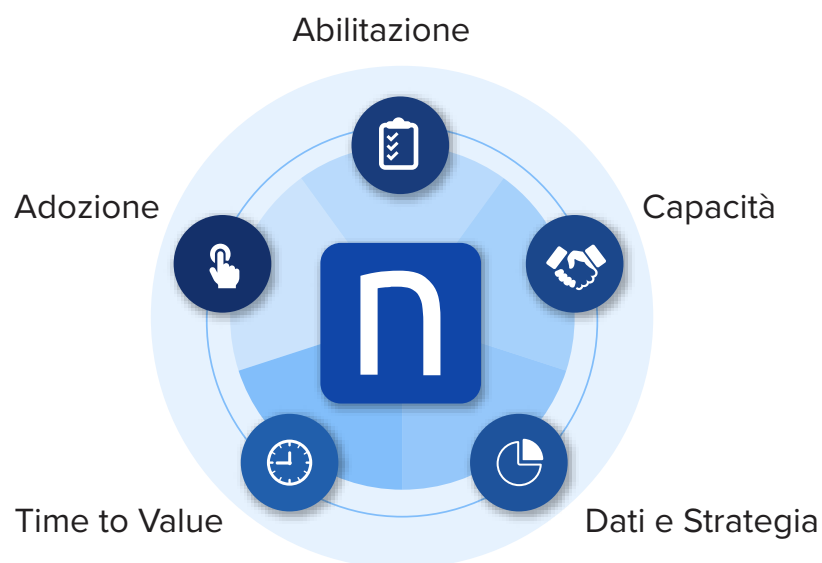 Abilitazione
Adozione
Capacità
n
Time to Value
Dati e Strategia